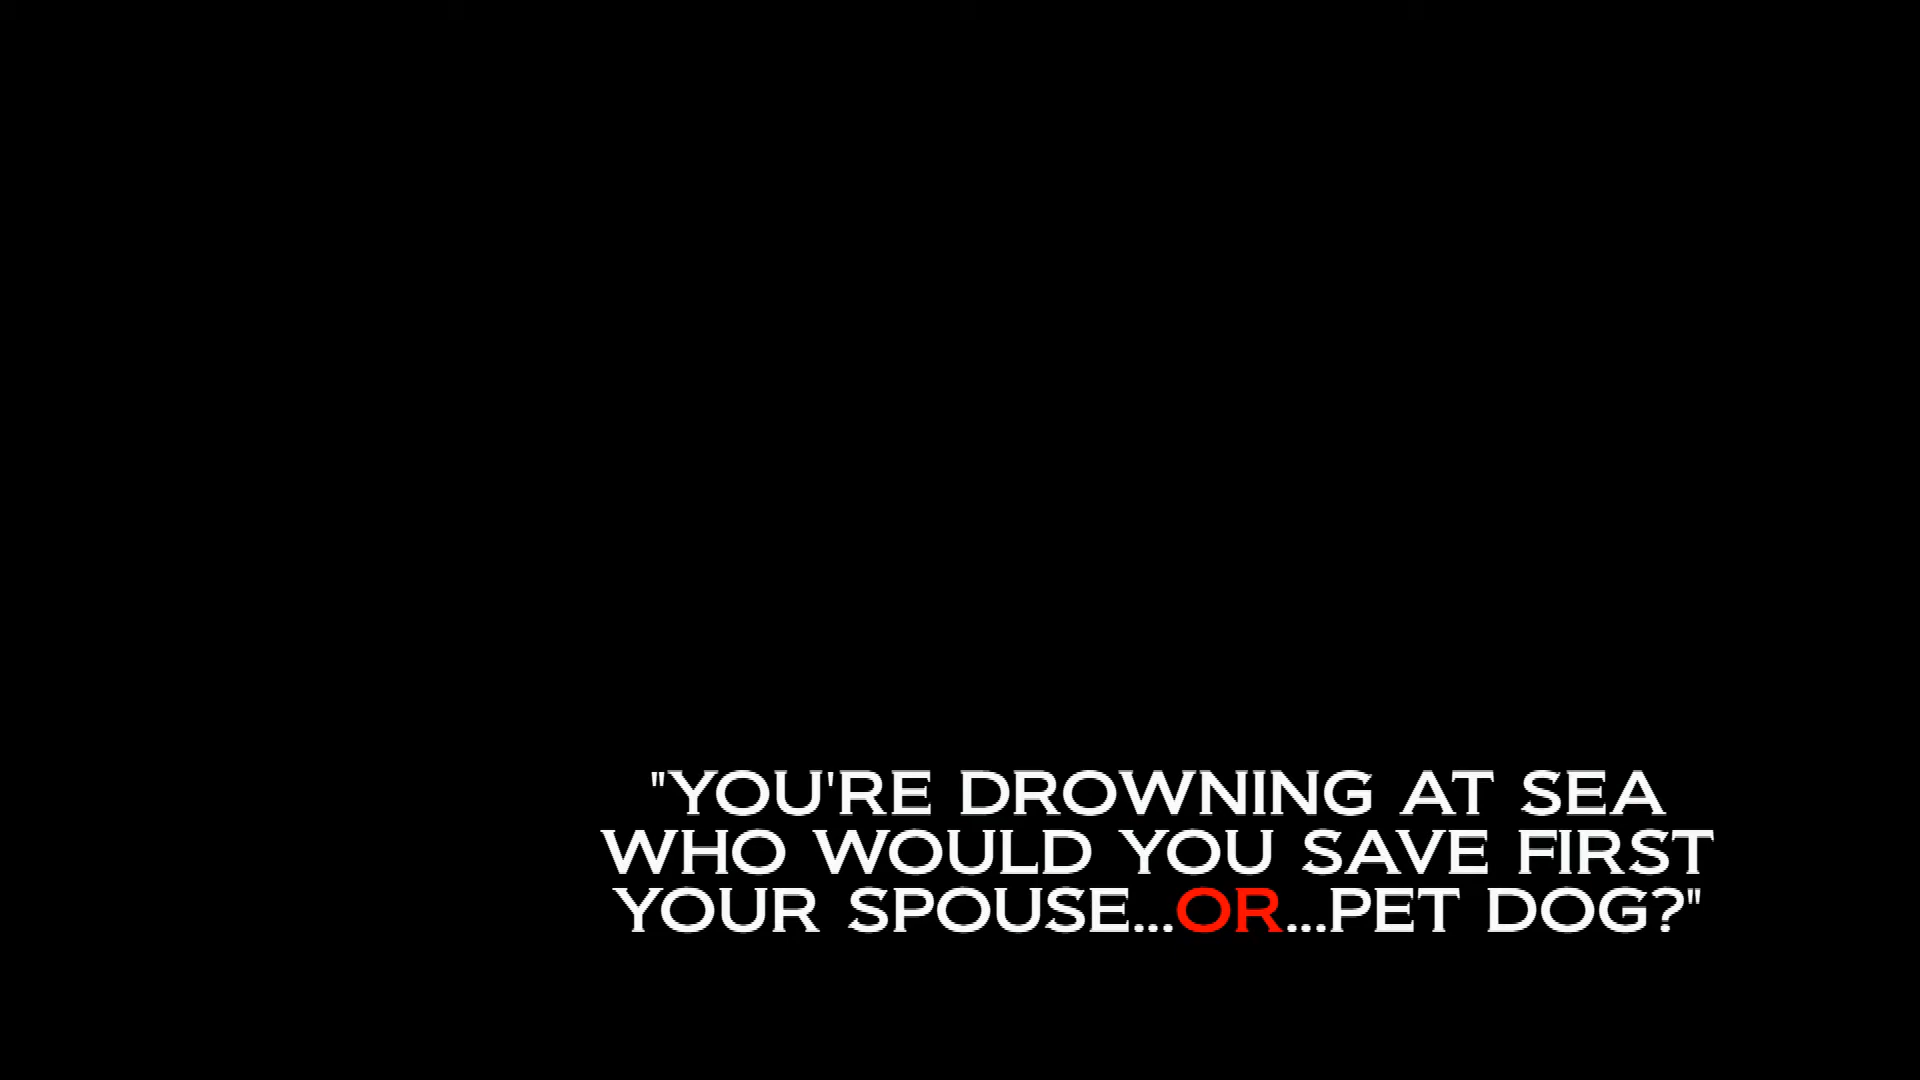 "YOU'RE DROWNING AT SEA
WHO WOULD YOU SAVE FIRST
YOUR SPOUSE...OR...PET DOG?"